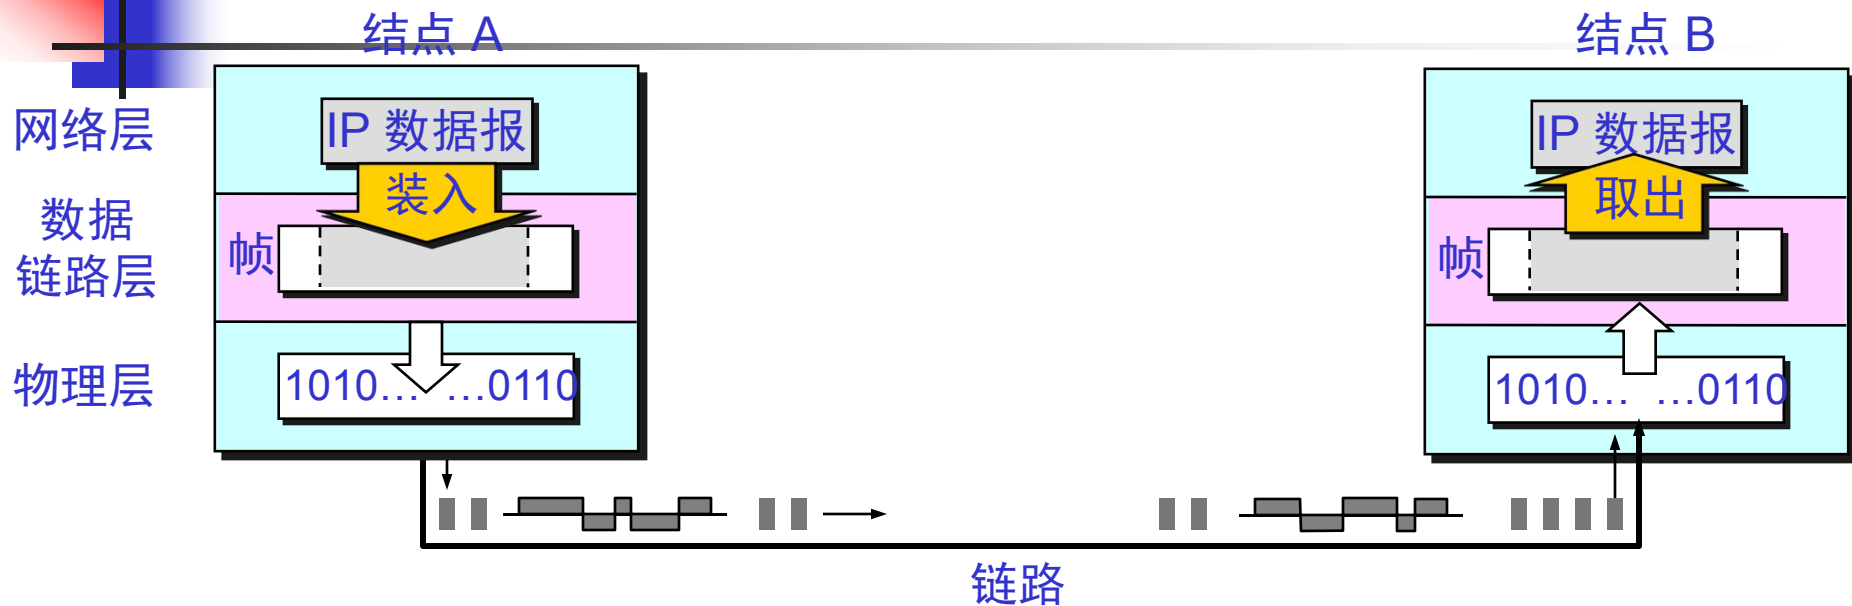 结点 A
结点 B
网络层
IP 数据报
IP 数据报
装入
取出
数据
链路层
帧
帧
物理层
1010… …0110
1010… …0110
链路